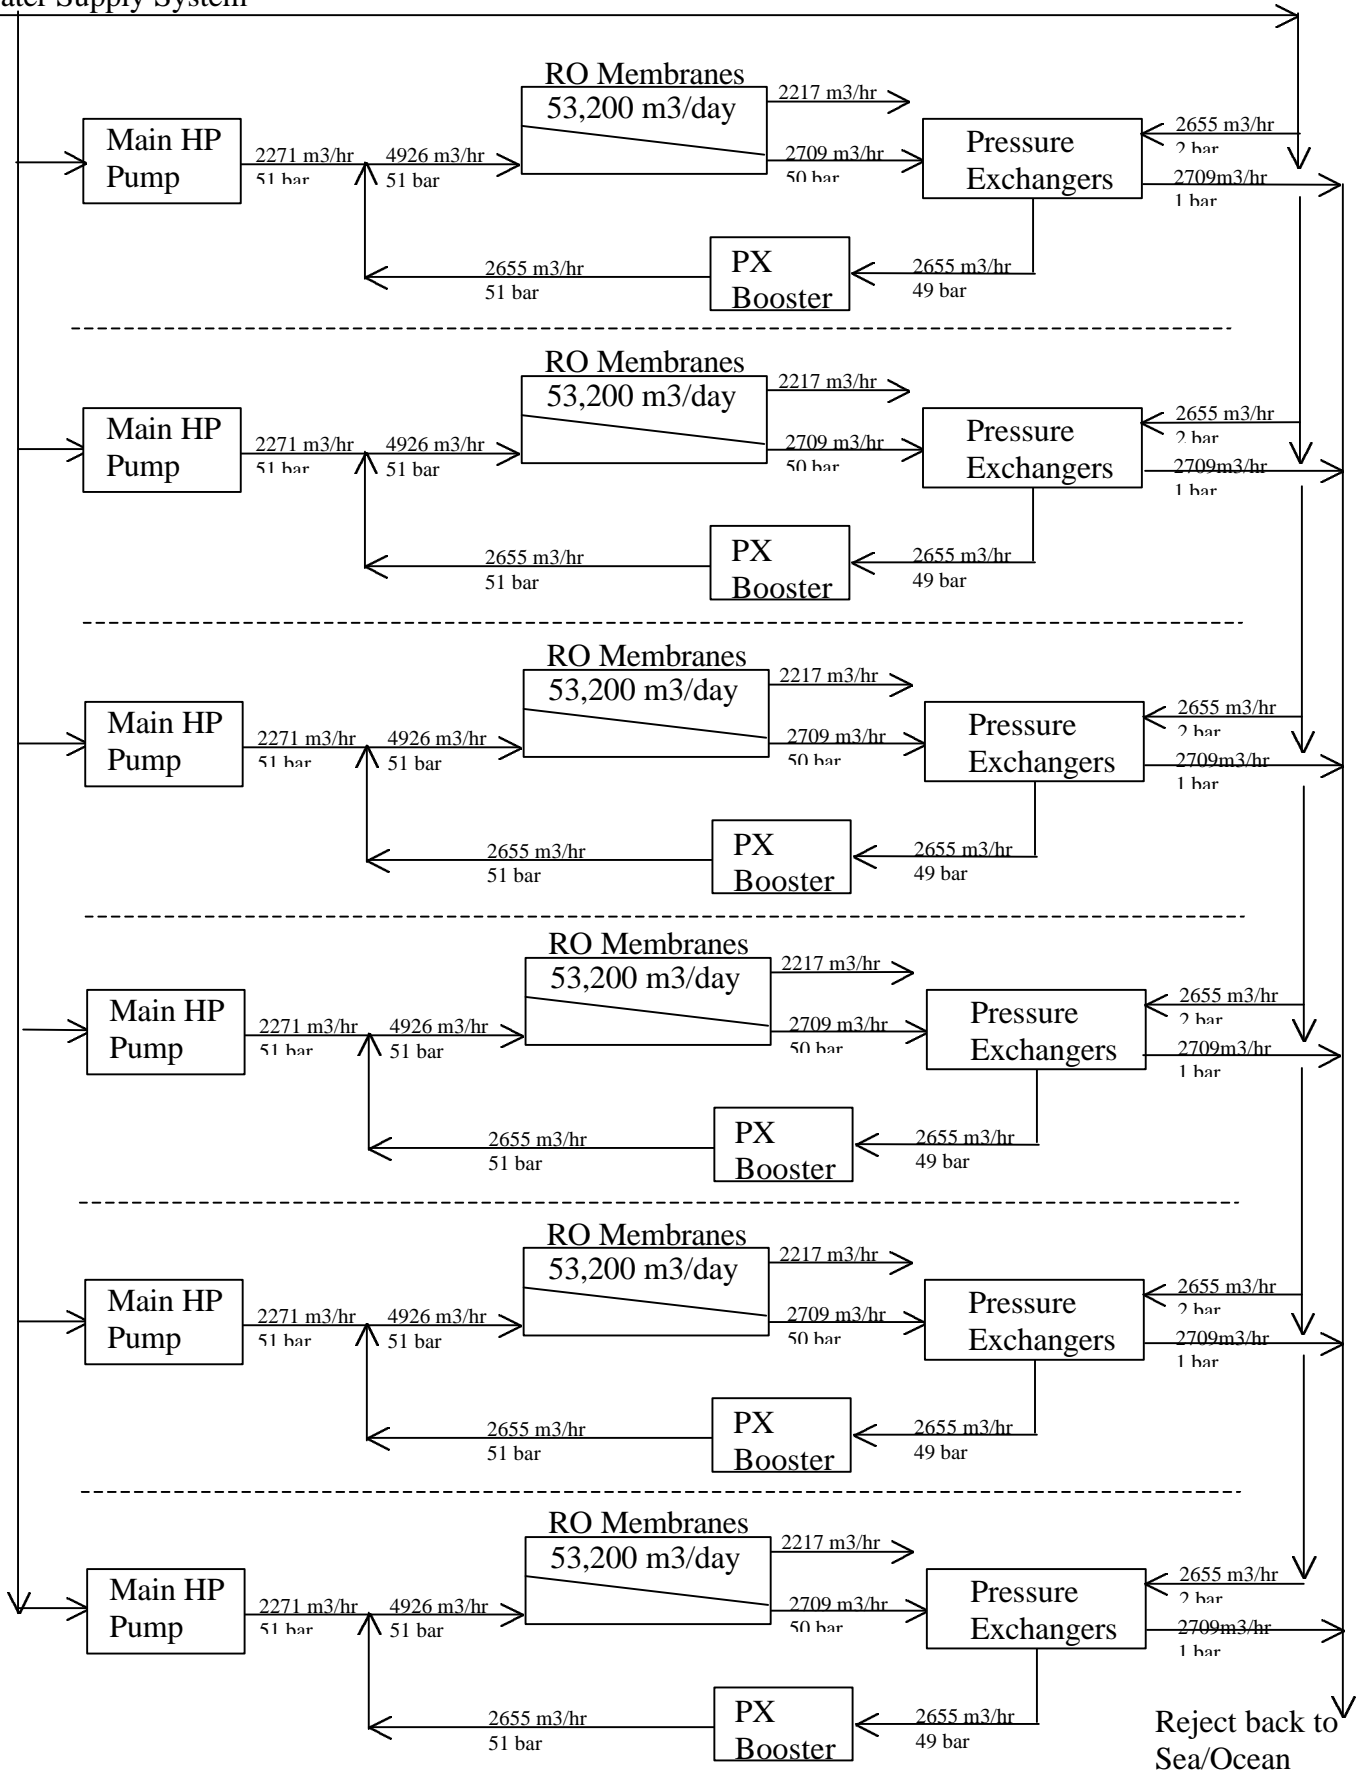 ater Supply System
RO Membranes
53,200 m3/day
2217 m3/hr
Main HP
Pump
2271 m3/hr
51 bar
4926 m3/hr
51 bar
2709 m3/hr
50 bar
Pressure
Exchangers
2655 m3/hr
2 bar
2709m3/hr
1 bar
2655 m3/hr
51 bar
PX
Booster
2655 m3/hr
49 bar
RO Membranes
53,200 m3/day
2217 m3/hr
Main HP
Pump
2271 m3/hr
51 bar
4926 m3/hr
51 bar
2709 m3/hr
50 bar
Pressure
Exchangers
2655 m3/hr
2 bar
2709m3/hr
1 bar
2655 m3/hr
51 bar
PX
Booster
2655 m3/hr
49 bar
RO Membranes
53,200 m3/day
2217 m3/hr
Main HP
Pump
2271 m3/hr
51 bar
4926 m3/hr
51 bar
2709 m3/hr
50 bar
Pressure
Exchangers
2655 m3/hr
2 bar
2709m3/hr
1 bar
2655 m3/hr
51 bar
PX
Booster
2655 m3/hr
49 bar
RO Membranes
53,200 m3/day
2217 m3/hr
Main HP
Pump
2271 m3/hr
51 bar
4926 m3/hr
51 bar
2709 m3/hr
50 bar
Pressure
Exchangers
2655 m3/hr
2 bar
2709m3/hr
1 bar
2655 m3/hr
51 bar
PX
Booster
2655 m3/hr
49 bar
RO Membranes
53,200 m3/day
2217 m3/hr
Main HP
Pump
2271 m3/hr
51 bar
4926 m3/hr
51 bar
2709 m3/hr
50 bar
Pressure
Exchangers
2655 m3/hr
2 bar
2709m3/hr
1 bar
2655 m3/hr
51 bar
PX
Booster
2655 m3/hr
49 bar
RO Membranes
53,200 m3/day
2217 m3/hr
Main HP
Pump
2271 m3/hr
51 bar
4926 m3/hr
51 bar
2709 m3/hr
50 bar
Pressure
Exchangers
2655 m3/hr
2 bar
2709m3/hr
1 bar
2655 m3/hr
51 bar
PX
Booster
2655 m3/hr
49 bar
Reject back to
Sea/Ocean